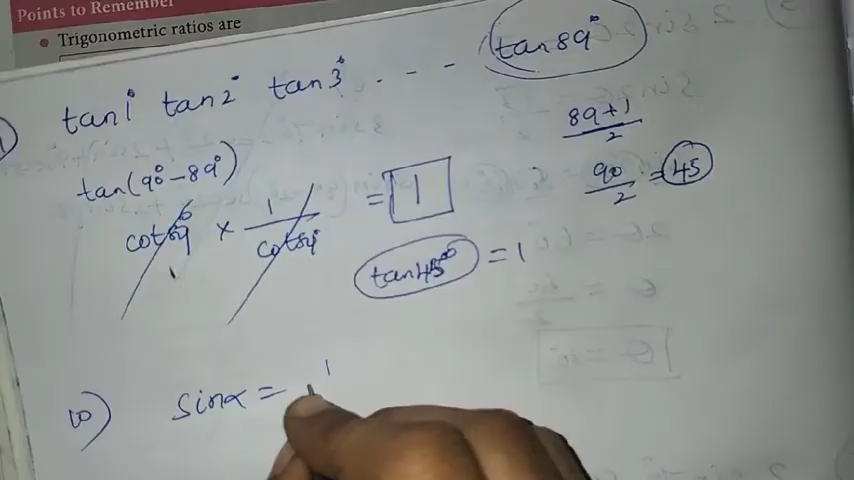 Points to Remember
• Trigonometric ratios are
tan1° tan2° tan3° . - - - tan89°
tan(90°-89°)
89+1/2
90/2 = 45
cot89° × 1/cot89° = 1
tan45° = 1
10) sinα = 1